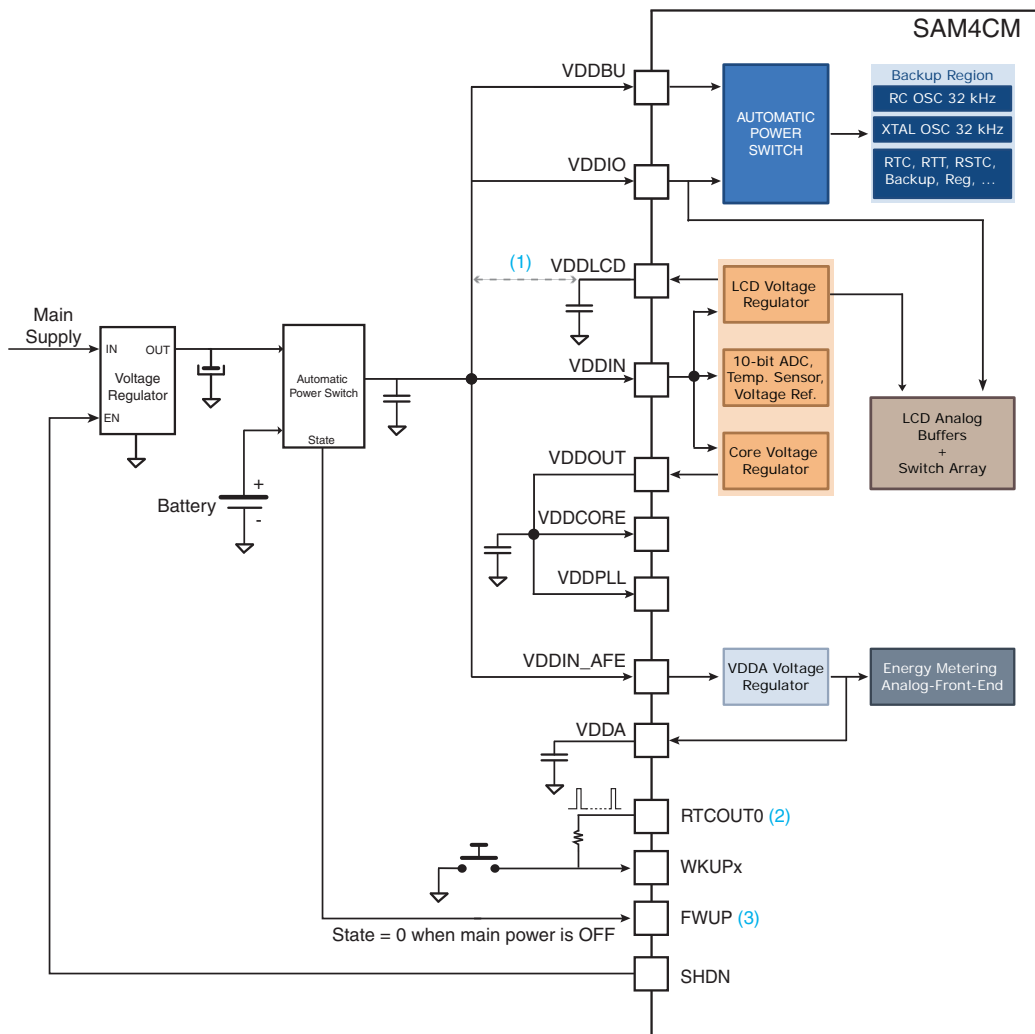 SAM4CM
VDDBU
AUTOMATIC
POWER
SWITCH
Backup Region
RC OSC 32 kHz
XTAL OSC 32 kHz
RTC, RTT, RSTC,
Backup, Reg, ...
VDDIO
(1)
VDDLCD
LCD Voltage
Regulator
Main
Supply
IN
OUT
Voltage
Regulator
EN
Automatic
Power Switch
State
VDDIN
10-bit ADC,
Temp. Sensor,
Voltage Ref.
LCD Analog
Buffers
+
Switch Array
VDDOUT
Core Voltage
Regulator
+
Battery
-
VDDCORE
VDDPLL
VDDIN_AFE
VDDA Voltage
Regulator
Energy Metering
Analog-Front-End
VDDA
RTCOUT0 (2)
WKUPx
FWUP (3)
State = 0 when main power is OFF
SHDN